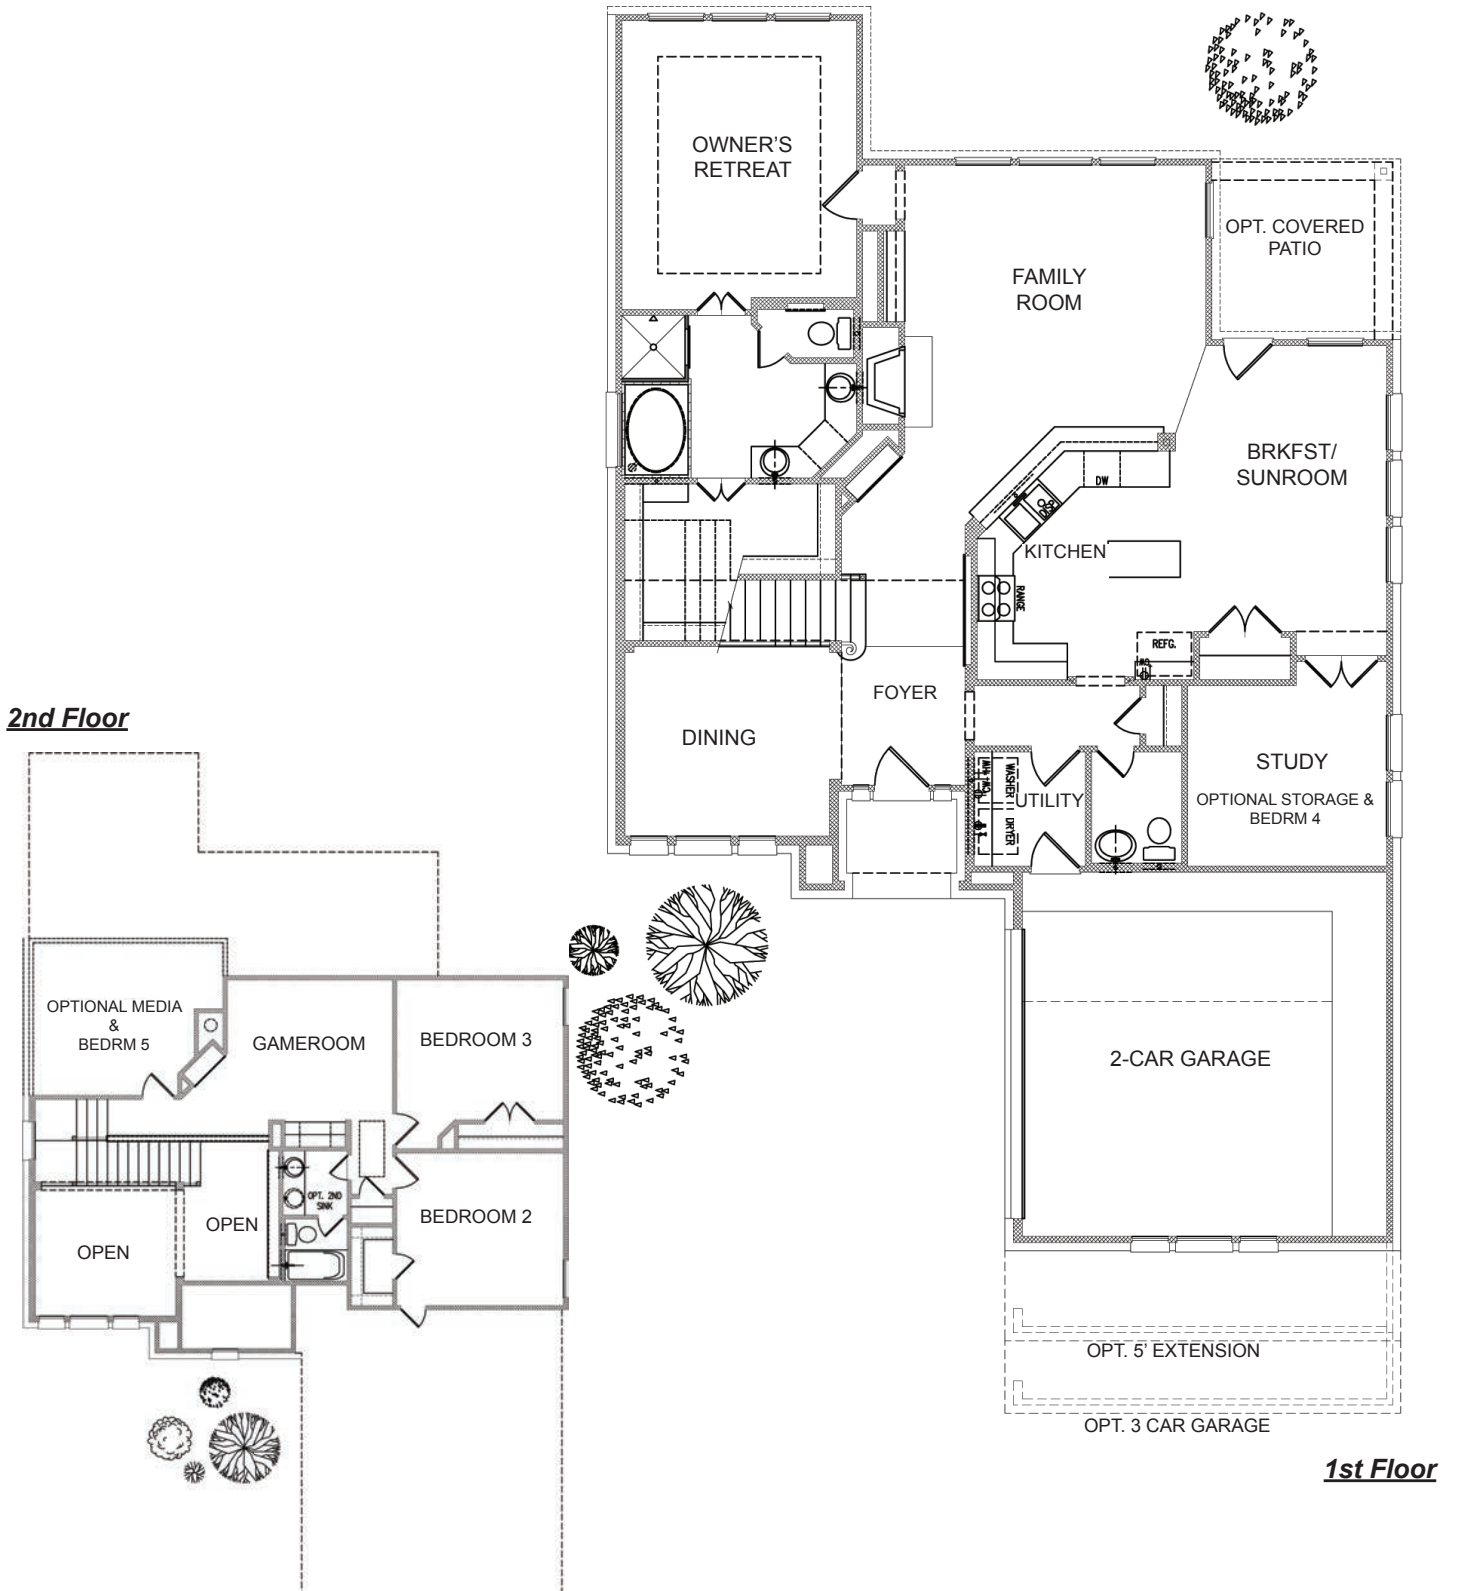 OWNER'S
RETREAT
OPT. COVERED
PATIO
FAMILY
ROOM
BRKFST/
SUNROOM
DW
DISP
KITCHEN
RANGE
REFG.
FOYER
DINING
STUDY
OPTIONAL STORAGE &
BEDRM 4
WASHER
DRYER
UTILITY
2-CAR GARAGE
OPT. 5' EXTENSION
OPT. 3 CAR GARAGE
1st Floor
2nd Floor
OPTIONAL MEDIA
&
BEDRM 5
GAMEROOM
BEDROOM 3
OPT. 2ND
SINK
BEDROOM 2
OPEN
OPEN